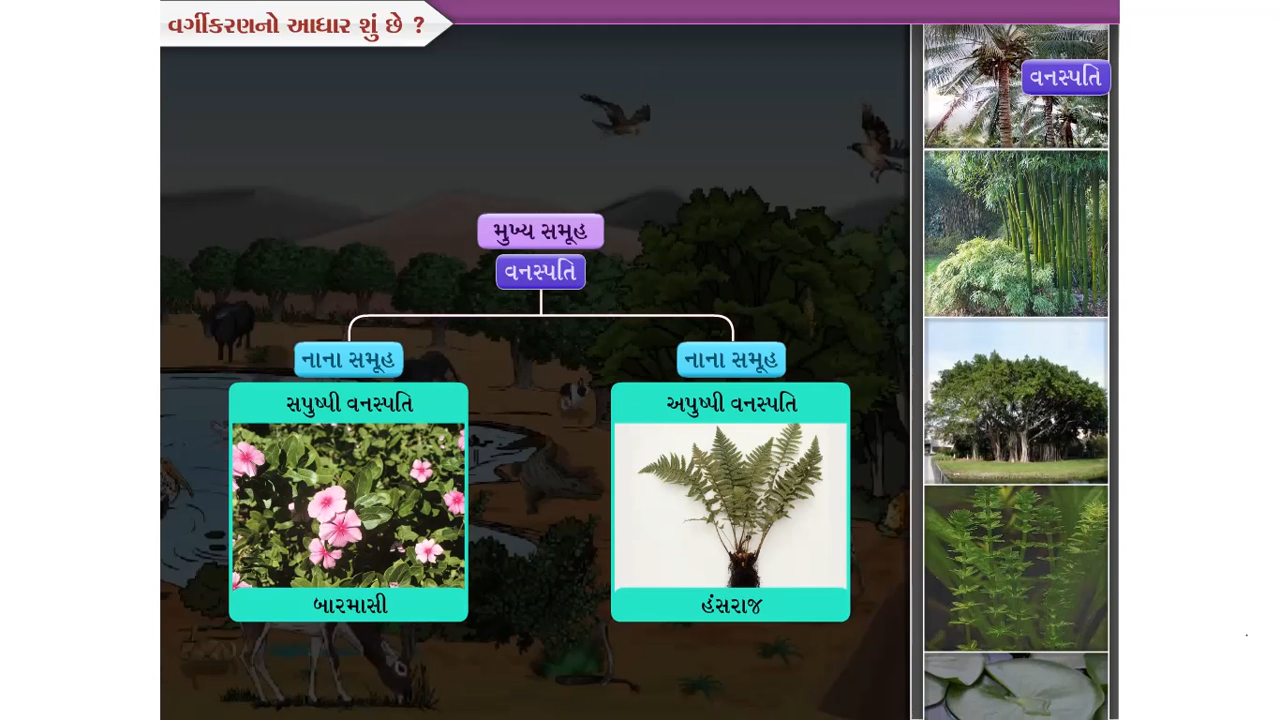 વર્ગીકરણનો આધાર શું છે ?
વનસ્પતિ
મુખ્ય સમૂહ
વનસ્પતિ
નાના સમૂહ
નાના સમૂહ
સપુષ્પી વનસ્પતિ
અપુષ્પી વનસ્પતિ
બારમાસી
હંસરાજ